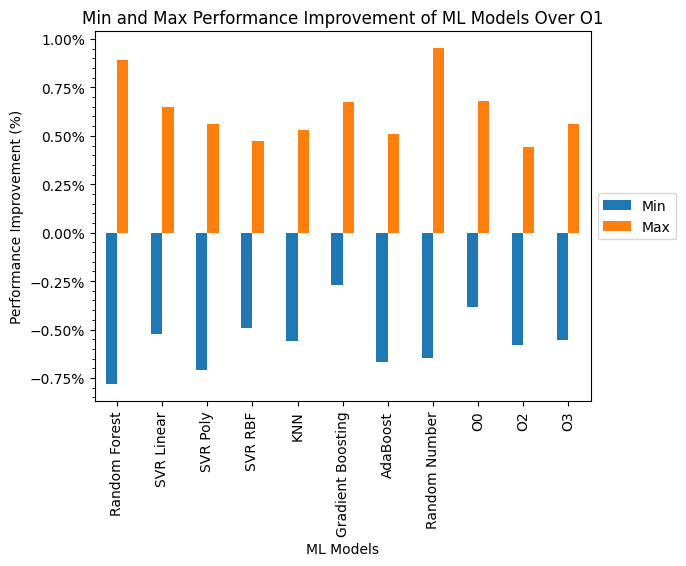 Min and Max Performance Improvement of ML Models Over O1
Performance Improvement (%)
1.00%
0.75%
0.50%
0.25%
0.00%
−0.25%
−0.50%
−0.75%
Min
Max
Random Forest
SVR Linear
SVR Poly
SVR RBF
KNN
Gradient Boosting
AdaBoost
Random Number
O0
O2
O3
ML Models